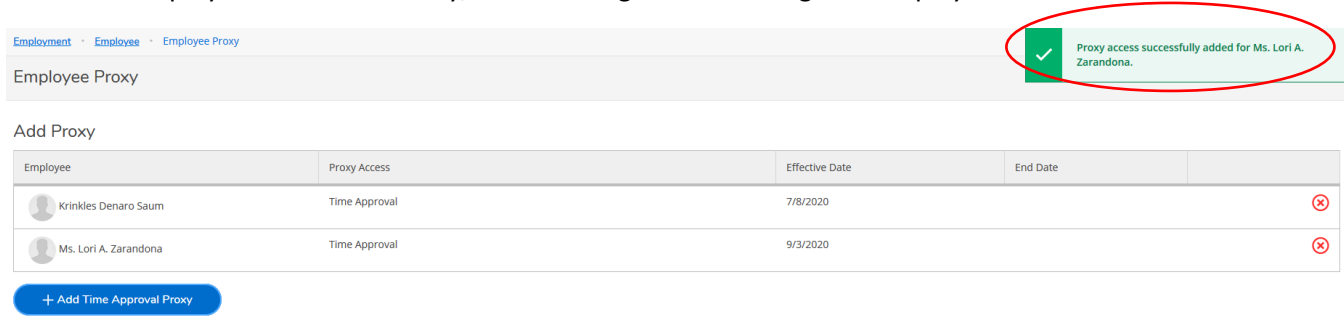 Employment · Employee · Employee Proxy
Proxy access successfully added for Ms. Lori A.
Zarandona.
Employee Proxy
Add Proxy
Employee Proxy Access Effective Date End Date
Krinkles Denaro Saum Time Approval 7/8/2020
Ms. Lori A. Zarandona Time Approval 9/3/2020
+ Add Time Approval Proxy